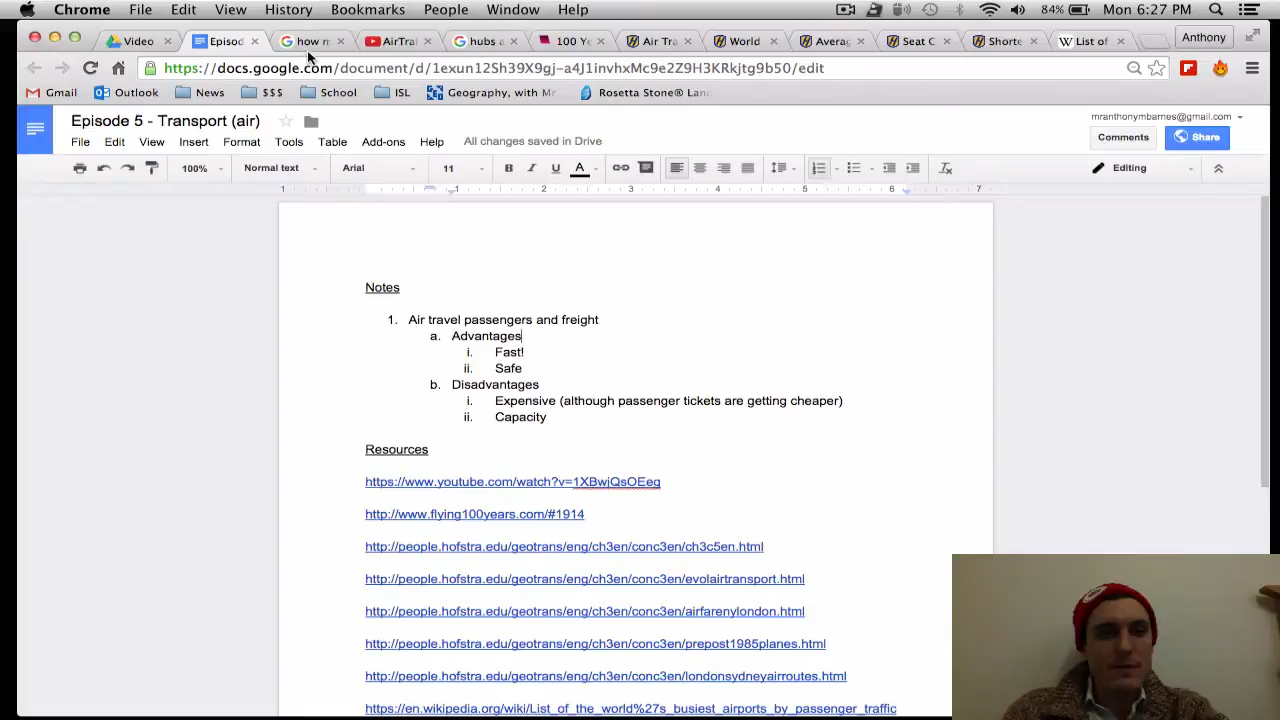 Chrome File Edit View History Bookmarks People Window Help 84% Mon 6:27 PM
Video Episod how m AirTra hubs a 100 Ye Air Tra World Averag Seat C Shorte List of Anthony
https://docs.google.com/document/d/1exun12Sh39X9gj-a4J1invhxMc9e2Z9H3KRkjtg9b50/edit
Gmail Outlook News $$$ School ISL Geography, with Mr Rosetta Stone® Lan
Episode 5 - Transport (air) mranthonymbarnes@gmail.com
File Edit View Insert Format Tools Table Add-ons Help All changes saved in Drive Comments Share
100% Normal text Arial 11 B I U A Editing
1 1 2 3 4 5 6 7
Notes
1. Air travel passengers and freight
a. Advantages
i. Fast!
ii. Safe
b. Disadvantages
i. Expensive (although passenger tickets are getting cheaper)
ii. Capacity
Resources
https://www.youtube.com/watch?v=1XBwjQsOEeg
http://www.flying100years.com/#1914
http://people.hofstra.edu/geotrans/eng/ch3en/conc3en/ch3c5en.html
http://people.hofstra.edu/geotrans/eng/ch3en/conc3en/evolairtransport.html
http://people.hofstra.edu/geotrans/eng/ch3en/conc3en/airfarenylondon.html
http://people.hofstra.edu/geotrans/eng/ch3en/conc3en/prepost1985planes.html
http://people.hofstra.edu/geotrans/eng/ch3en/conc3en/londonsydneyairroutes.html
https://en.wikipedia.org/wiki/List_of_the_world%27s_busiest_airports_by_passenger_traffic